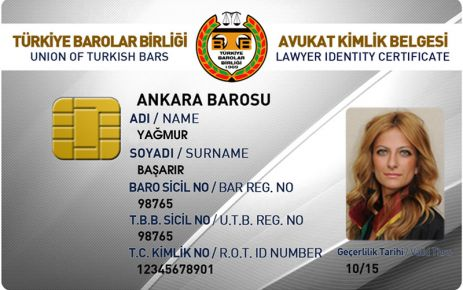 TÜRKİYE BAROLAR BİRLİĞİ
UNION OF TURKISH BARS
TÜRKİYE
BAROLAR
BİRLİĞİ
1969
AVUKAT KİMLİK BELGESİ
LAWYER IDENTITY CERTIFICATE
ANKARA BAROSU
ADI / NAME
YAĞMUR
SOYADI / SURNAME
BAŞARIR
BARO SİCİL NO / BAR REG. NO
98765
T.B.B. SİCİL NO / U.T.B. REG. NO
98765
T.C. KİMLİK NO / R.O.T. ID NUMBER
12345678901
Geçerlilik Tarihi / Valid Thru
10/15